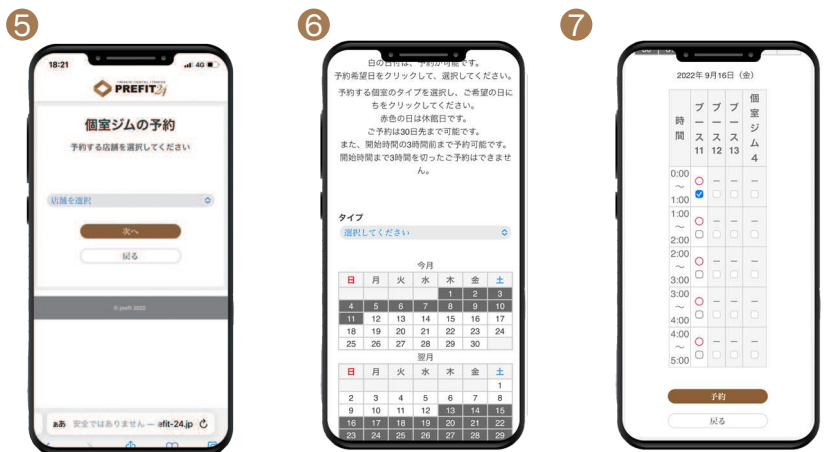 5
18:21
4G
PRIVATE RENTAL / FITNESS
PREFIT24
個室ジムの予約
予約する店舗を選択してください
店舗を選択
次へ
戻る
© prefit 2022
ああ 安全ではありません — efit-24.jp
6
白の日付は、予約が可能です。
予約希望日をクリックして、選択してください。
予約する個室のタイプを選択し、ご希望の日に
ちをクリックしてください。
赤色の日は休館日です。
ご予約は30日先まで可能です。
また、開始時間の3時間前まで予約可能です。
開始時間まで3時間を切ったご予約はできませ
ん。
タイプ
選択してください
今月
日 月 火 水 木 金 土
1 2 3
4 5 6 7 8 9 10
11 12 13 14 15 16 17
18 19 20 21 22 23 24
25 26 27 28 29 30
翌月
日 月 火 水 木 金 土
1
2 3 4 5 6 7 8
9 10 11 12 13 14 15
16 17 18 19 20 21 22
23 24 25 26 27 28 29
7
2022年 9月16日（金）
時間 ブース11 ブース12 ブース13 個室ジム4
0:00〜1:00 ○ － － －
1:00〜2:00 ○ － － －
2:00〜3:00 ○ － － －
3:00〜4:00 ○ － － －
4:00〜5:00 ○ － － －
予約
戻る